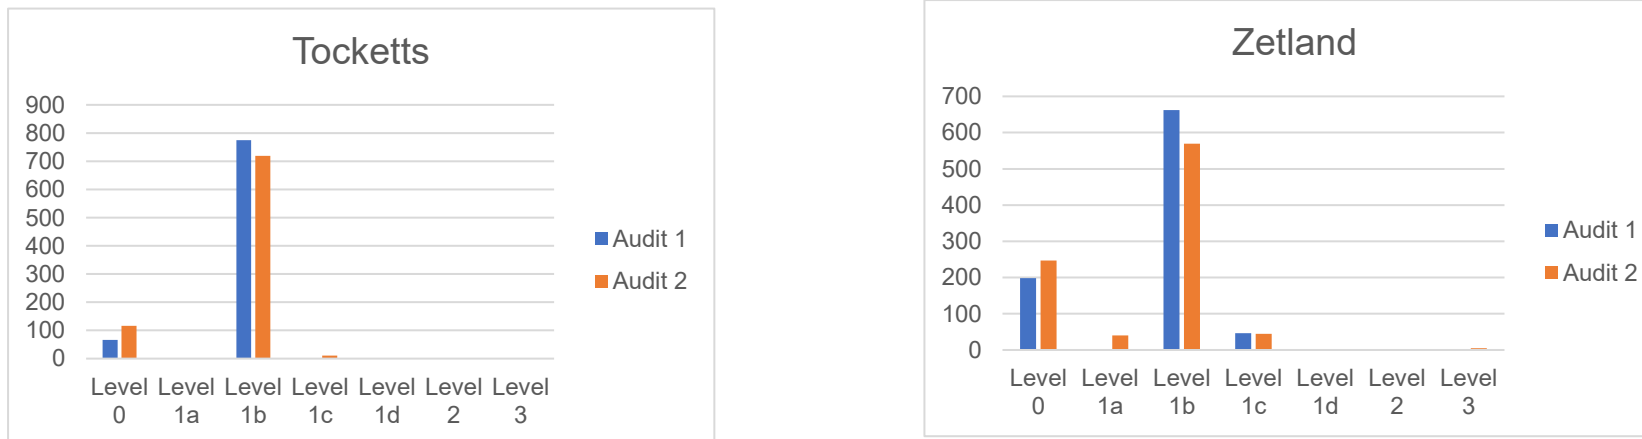 Tocketts
900
800
700
600
500
400
300
200
100
0
Level 0
Level 1a
Level 1b
Level 1c
Level 1d
Level 2
Level 3
Audit 1
Audit 2
Zetland
700
600
500
400
300
200
100
0
Level 0
Level 1a
Level 1b
Level 1c
Level 1d
Level 2
Level 3
Audit 1
Audit 2